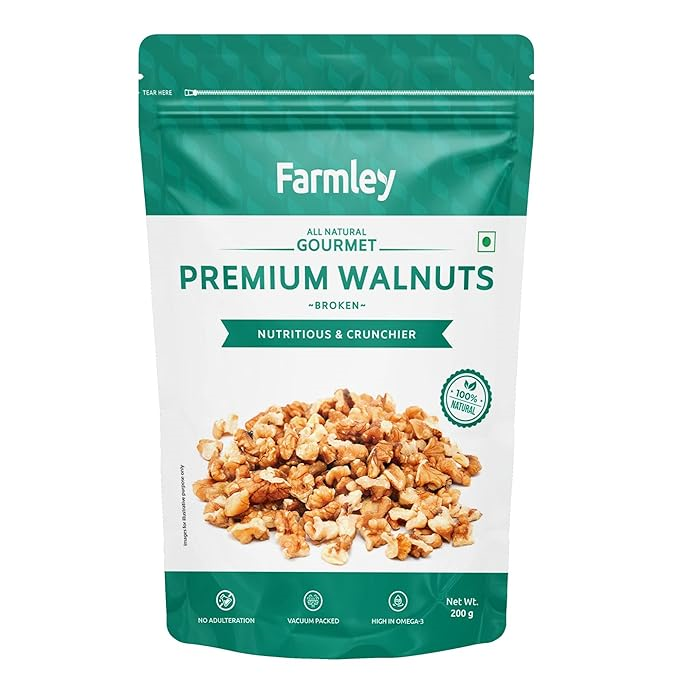 TEAR HERE
Farmley
ALL NATURAL
GOURMET
PREMIUM WALNUTS
~BROKEN~
NUTRITIOUS & CRUNCHIER
100%
NATURAL
images for illustrative purpose only
NO ADULTERATION
VACUUM PACKED
HIGH IN OMEGA-3
Net Wt.
200 g